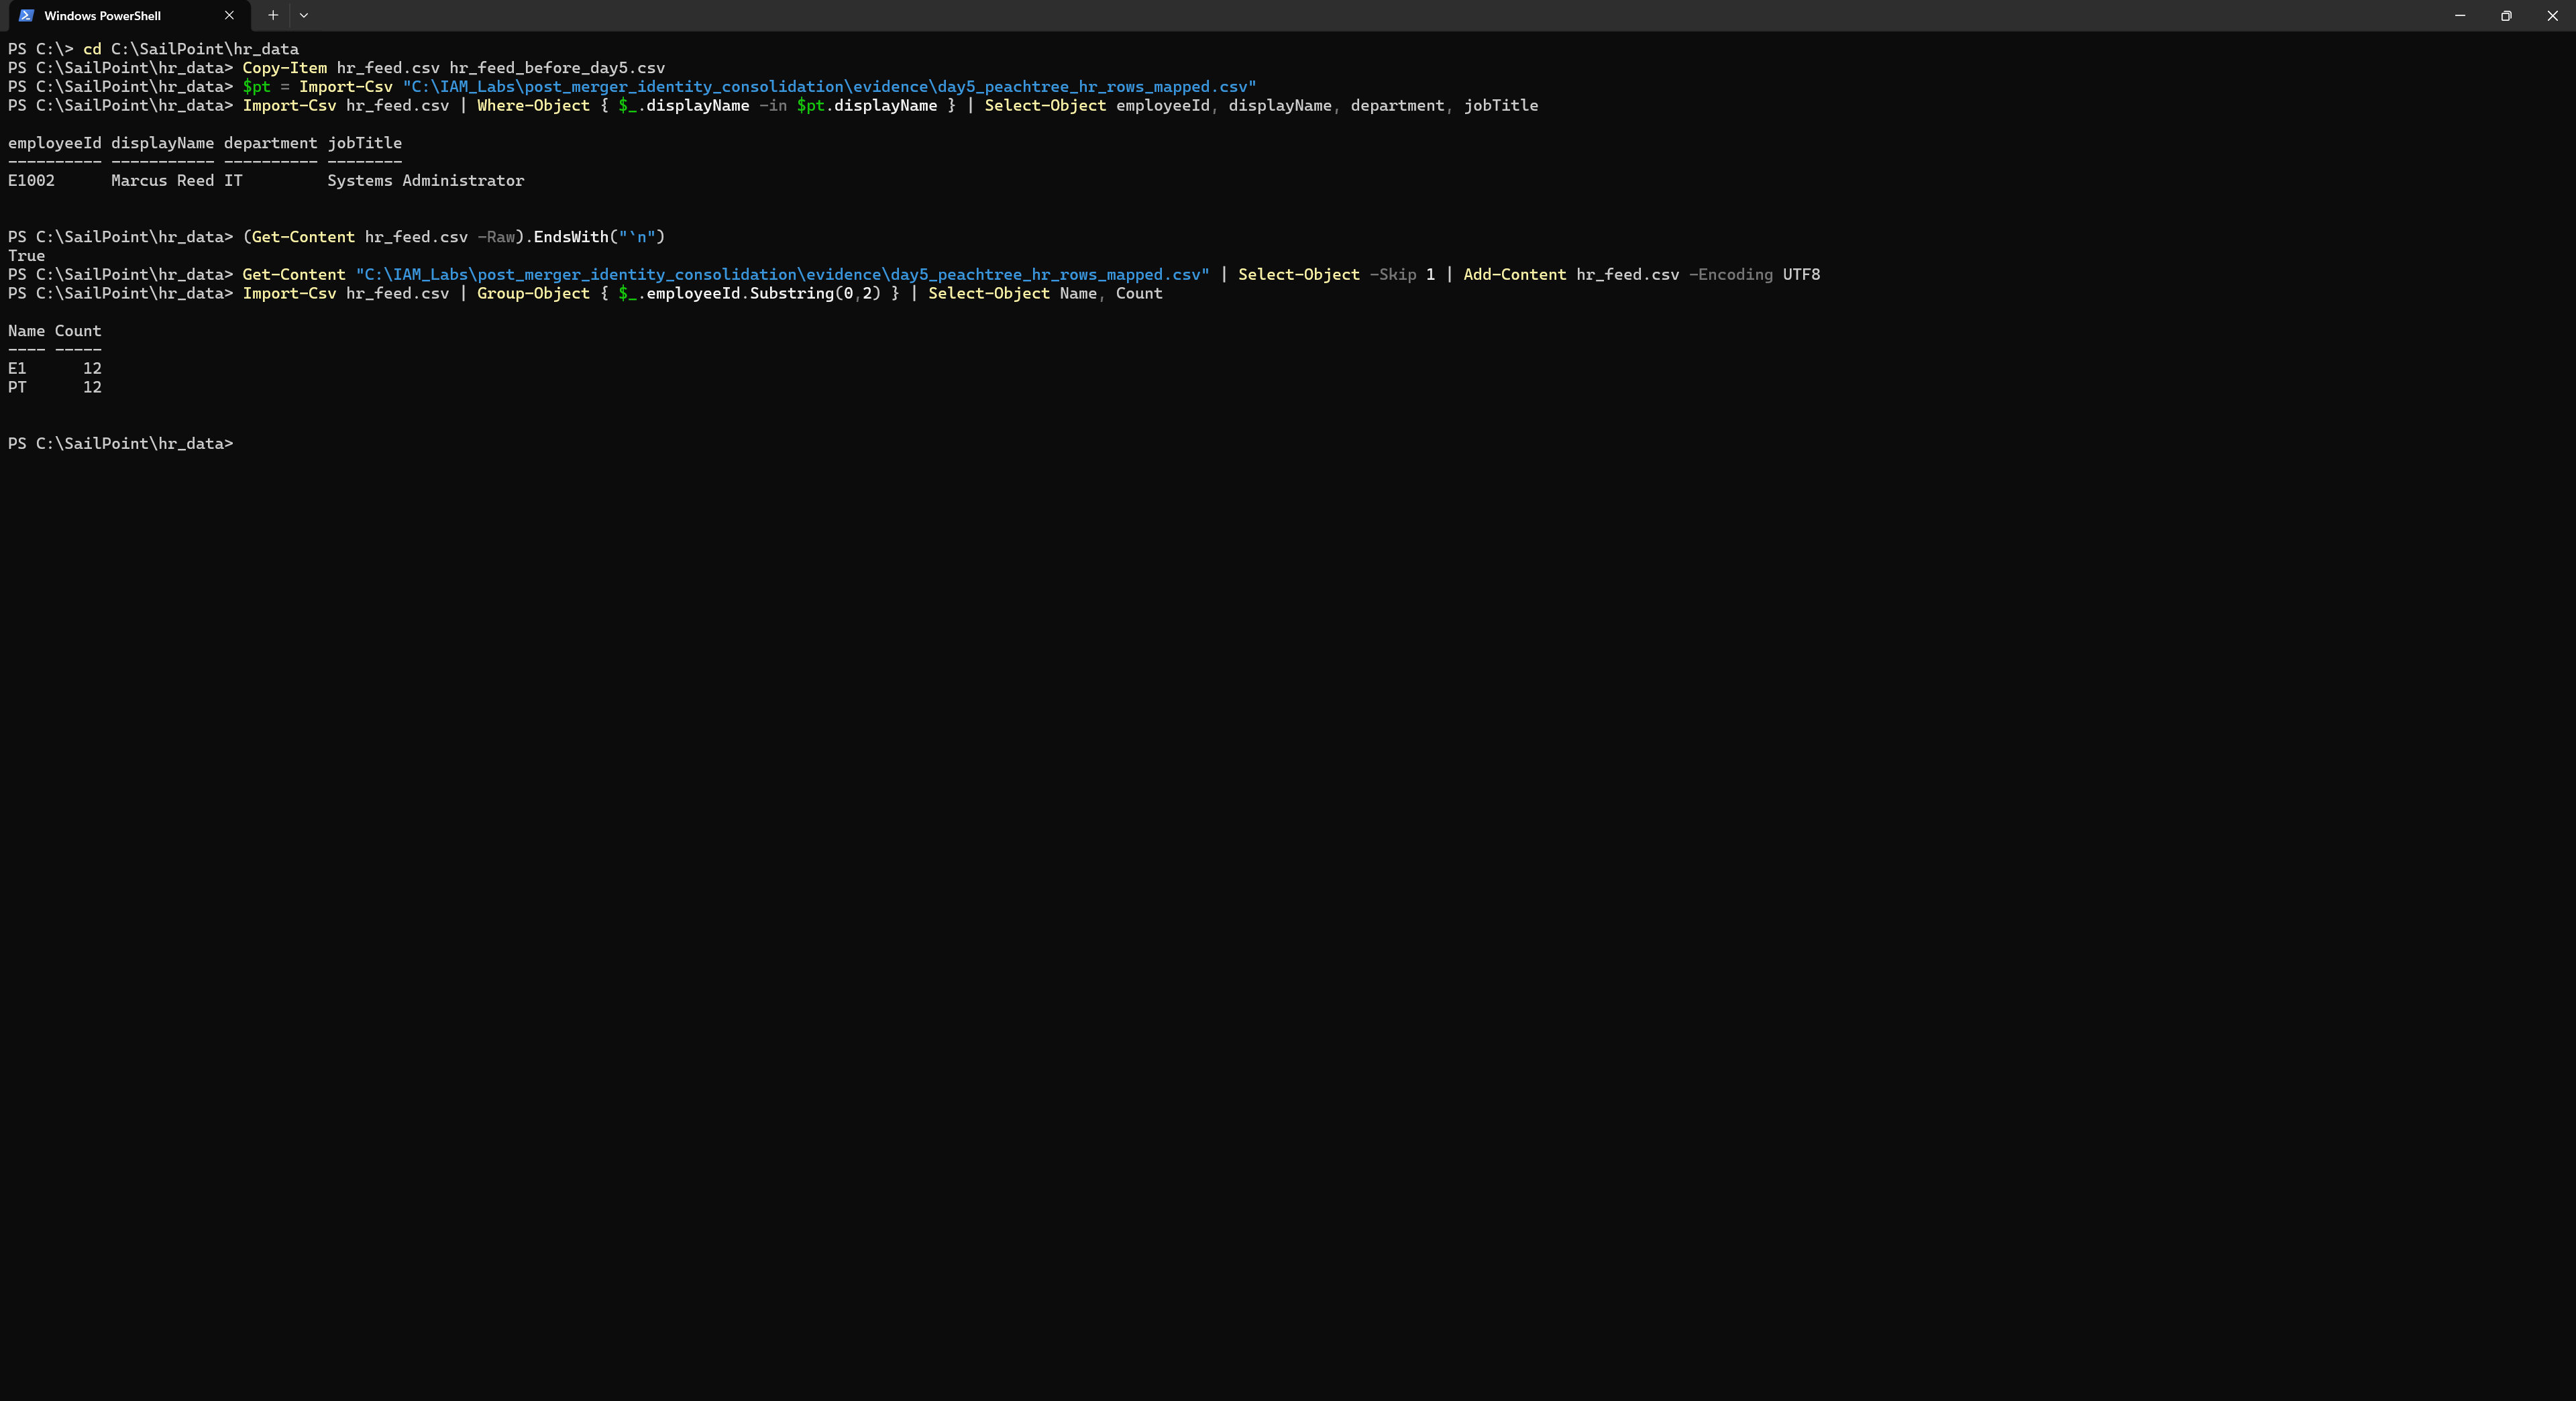 Windows PowerShell
PS C:\> cd C:\SailPoint\hr_data
PS C:\SailPoint\hr_data> Copy-Item hr_feed.csv hr_feed_before_day5.csv
PS C:\SailPoint\hr_data> $pt = Import-Csv "C:\IAM_Labs\post_merger_identity_consolidation\evidence\day5_peachtree_hr_rows_mapped.csv"
PS C:\SailPoint\hr_data> Import-Csv hr_feed.csv | Where-Object { $_.displayName -in $pt.displayName } | Select-Object employeeId, displayName, department, jobTitle
employeeId displayName department jobTitle
---------- ----------- ---------- --------
E1002      Marcus Reed IT         Systems Administrator
PS C:\SailPoint\hr_data> (Get-Content hr_feed.csv -Raw).EndsWith("`n")
True
PS C:\SailPoint\hr_data> Get-Content "C:\IAM_Labs\post_merger_identity_consolidation\evidence\day5_peachtree_hr_rows_mapped.csv" | Select-Object -Skip 1 | Add-Content hr_feed.csv -Encoding UTF8
PS C:\SailPoint\hr_data> Import-Csv hr_feed.csv | Group-Object { $_.employeeId.Substring(0,2) } | Select-Object Name, Count
Name Count
---- -----
E1      12
PT      12
PS C:\SailPoint\hr_data>